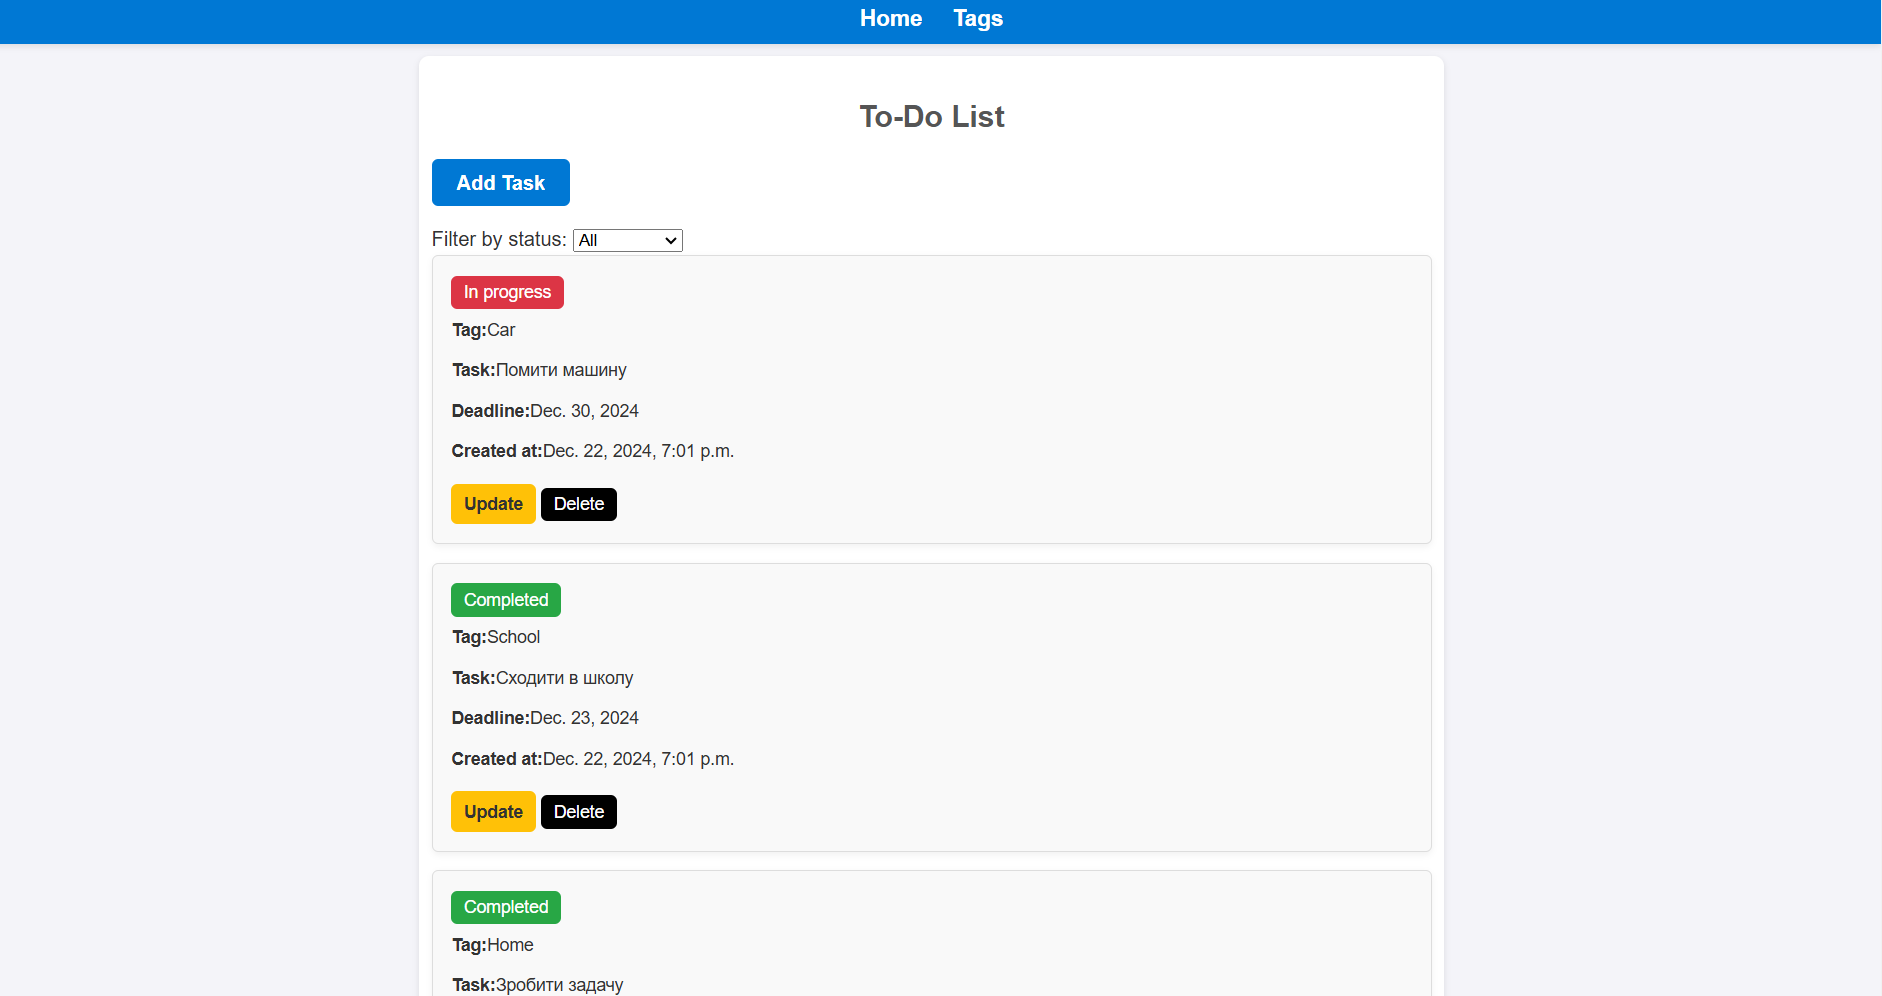 Home Tags
To-Do List
Add Task
Filter by status: All
In progress
Tag:Car
Task:Помити машину
Deadline:Dec. 30, 2024
Created at:Dec. 22, 2024, 7:01 p.m.
Update Delete
Completed
Tag:School
Task:Сходити в школу
Deadline:Dec. 23, 2024
Created at:Dec. 22, 2024, 7:01 p.m.
Update Delete
Completed
Tag:Home
Task:Зробити задачу